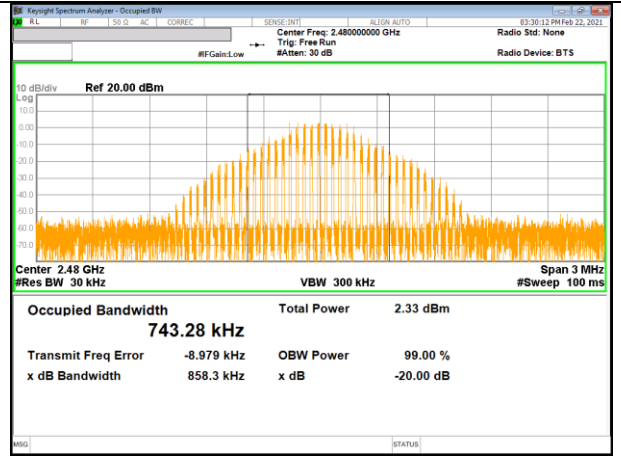 Keysight Spectrum Analyzer - Occupied BW
RL RF 50 Ω AC CORREC SENSE:INT ALIGN AUTO 03:30:12 PM Feb 22, 2021
Center Freq: 2.480000000 GHz Radio Std: None
Trig: Free Run
#IFGain:Low #Atten: 30 dB Radio Device: BTS
10 dB/div Ref 20.00 dBm
Log
10.0
0.00
-10.0
-20.0
-30.0
-40.0
-50.0
-60.0
-70.0
Center 2.48 GHz Span 3 MHz
#Res BW 30 kHz VBW 300 kHz #Sweep 100 ms
Occupied Bandwidth Total Power 2.33 dBm
743.28 kHz
Transmit Freq Error -8.979 kHz OBW Power 99.00 %
x dB Bandwidth 858.3 kHz x dB -20.00 dB
MSG STATUS